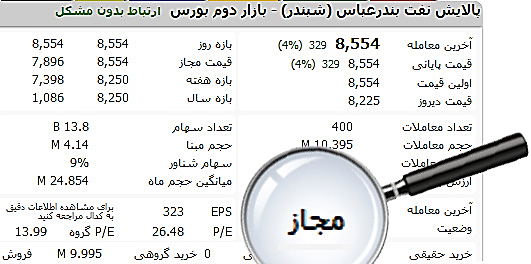 پالایش نفت بندرعباس (شبندر) - بازار دوم بورس ارتباط بدون مشکل
آخرین معامله 8,554 329 (4%) بازه روز 8,554 8,554
قیمت پایانی 8,554 329 (4%) قیمت مجاز 8,554 7,896
اولین قیمت 8,554 بازه هفته 8,250 7,398
قیمت دیروز 8,225 بازه سال 8,250 1,086
تعداد معاملات 400 تعداد سهام 13.8 B
حجم معاملات 10.395 M حجم مبنا 4.14 M
سهام شناور 9%
ارزش میانگین حجم ماه 24.854 M
آخرین معامله EPS 323 برای مشاهده اطلاعات دقیق به کدال مراجعه کنید
وضعیت مجاز P/E 26.48 P/E گروه 13.99
خرید حقیقی 0 خرید گروهی 9.995 M فروش